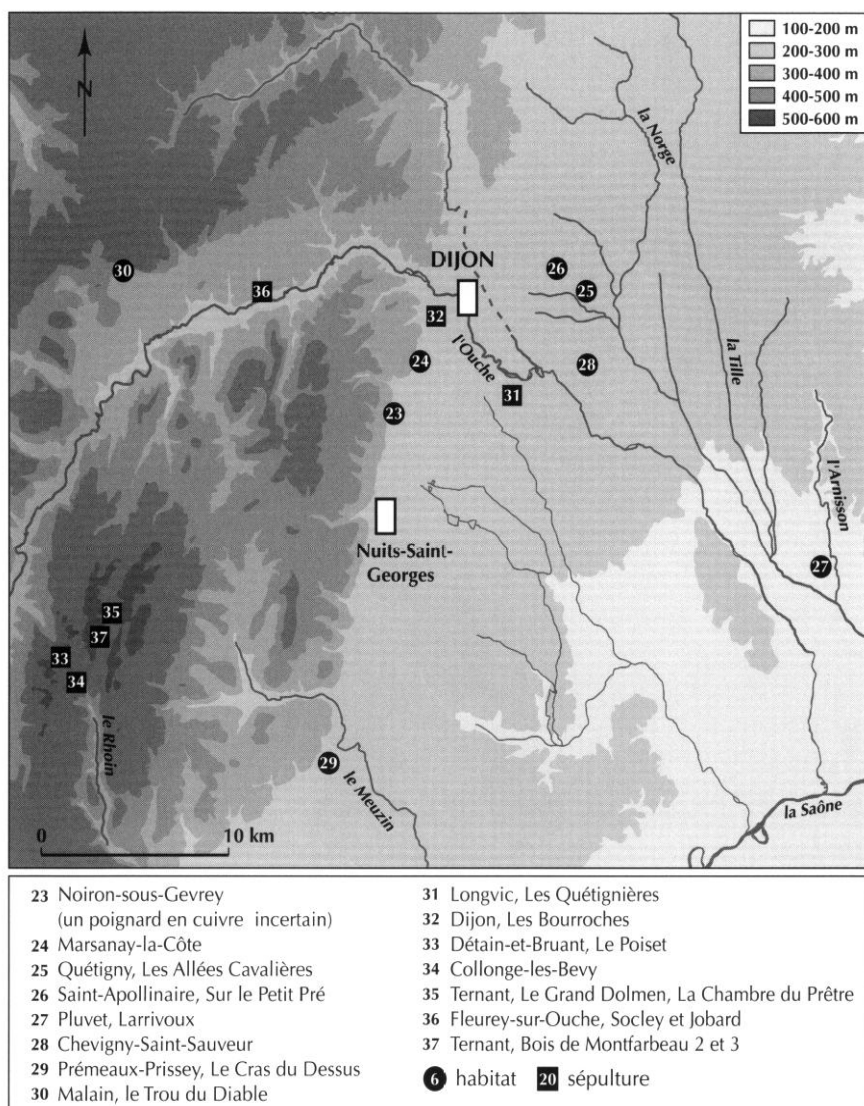 100-200 m
200-300 m
300-400 m
400-500 m
500-600 m
N
la Norge
30
26
DIJON
36
25
32
la Tille
24
l'Ouche
28
31
23
l'Arnisson
Nuits-Saint-
Georges
27
35
37
33
34
le Rhoin
29
le Meuzin
la Saône
0 10 km
23 Noiron-sous-Gevrey
(un poignard en cuivre incertain)
24 Marsanay-la-Côte
25 Quétigny, Les Allées Cavalières
26 Saint-Apollinaire, Sur le Petit Pré
27 Pluvet, Larrivoux
28 Chevigny-Saint-Sauveur
29 Prémeaux-Prissey, Le Cras du Dessus
30 Malain, le Trou du Diable
31 Longvic, Les Quétignières
32 Dijon, Les Bourroches
33 Détain-et-Bruant, Le Poiset
34 Collonge-les-Bevy
35 Ternant, Le Grand Dolmen, La Chambre du Prêtre
36 Fleurey-sur-Ouche, Socley et Jobard
37 Ternant, Bois de Montfarbeau 2 et 3
6 habitat 20 sépulture